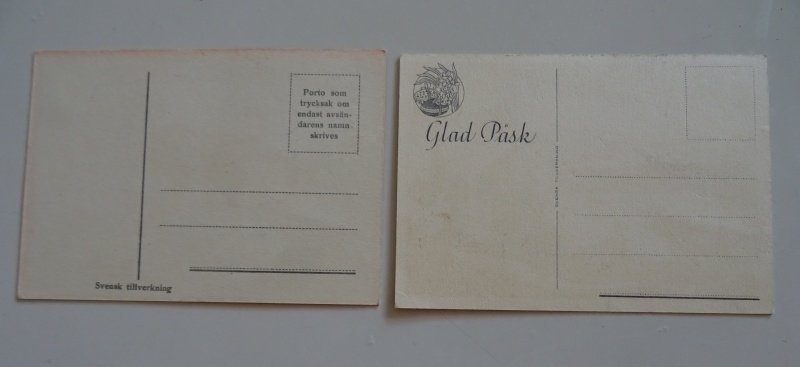 Porto som
trycksak om
endast avsän-
darens namn
skrives
Svensk tillverkning
Glad Påsk